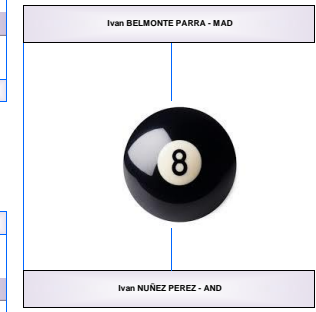 Ivan BELMONTE PARRA - MAD
8
Ivan NUÑEZ PEREZ - AND